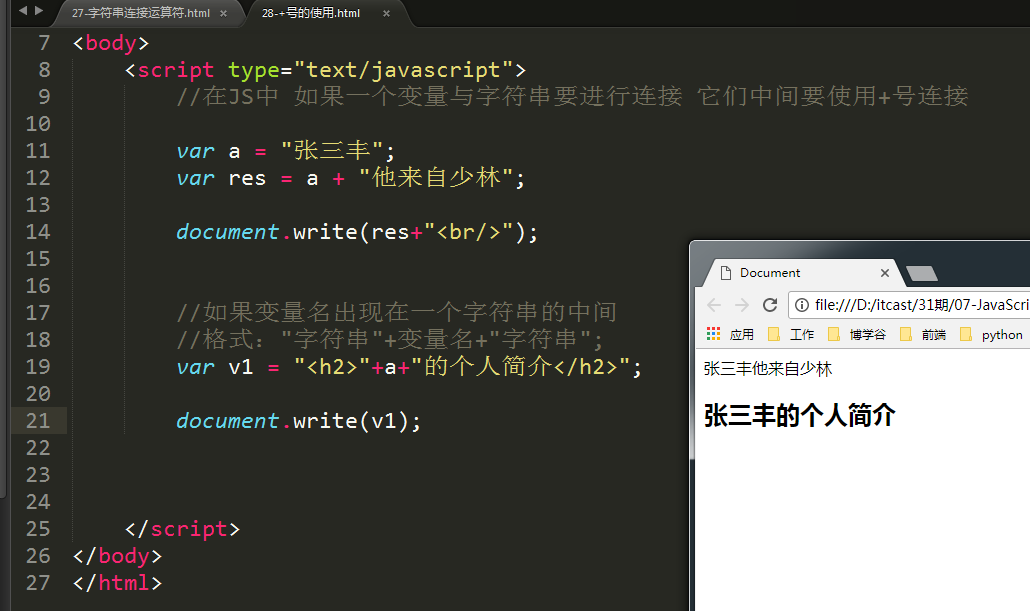 27-字符串连接运算符.html × 28-+号的使用.html ×
7 <body>
8 <script type="text/javascript">
9 //在JS中 如果一个变量与字符串要进行连接 它们中间要使用+号连接
10
11 var a = "张三丰";
12 var res = a + "他来自少林";
13
14 document.write(res+"<br/>");
15
16
17 //如果变量名出现在一个字符串的中间
18 //格式： "字符串"+变量名+"字符串";
19 var v1 = "<h2>"+a+"的个人简介</h2>";
20
21 document.write(v1);
22
23
24
25 </script>
26 </body>
27 </html>
Document ×
file:///D:/itcast/31期/07-JavaScri
应用 工作 博学谷 前端 python
张三丰他来自少林
张三丰的个人简介